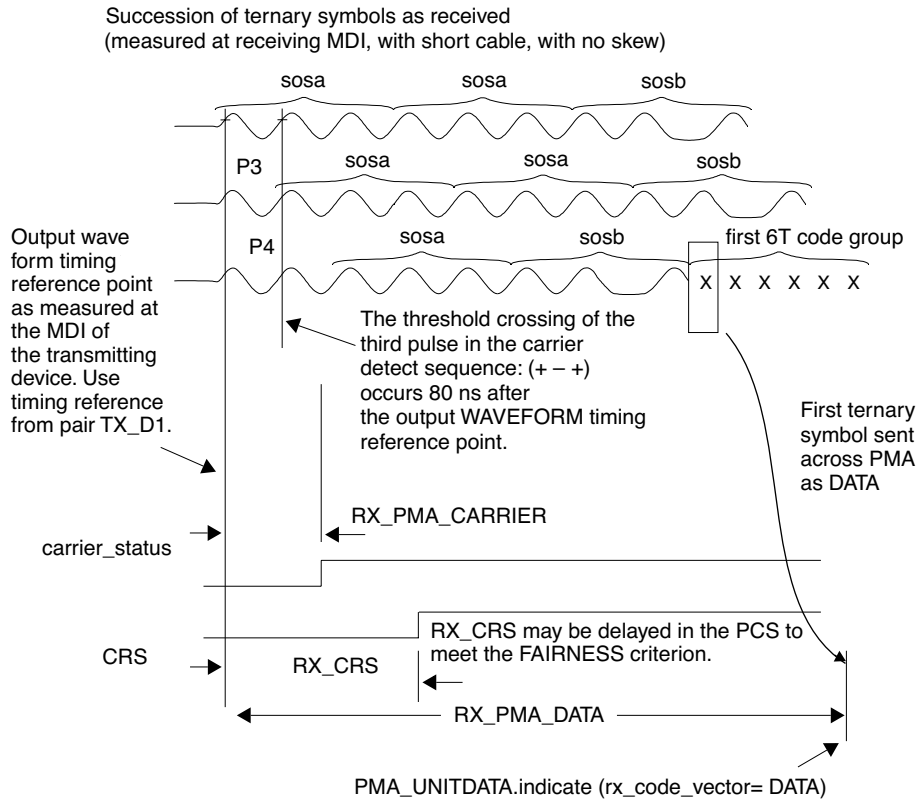 Succession of ternary symbols as received
(measured at receiving MDI, with short cable, with no skew)
sosa sosa sosb
P3
sosa sosa sosb
P4
sosa sosb first 6T code group
X X X X X X
Output wave
form timing
reference point
as measured at
the MDI of
the transmitting
device. Use
timing reference
from pair TX_D1.
The threshold crossing of the
third pulse in the carrier
detect sequence: (+ – +)
occurs 80 ns after
the output WAVEFORM timing
reference point.
First ternary
symbol sent
across PMA
as DATA
RX_PMA_CARRIER
carrier_status
RX_CRS may be delayed in the PCS to
meet the FAIRNESS criterion.
CRS
RX_CRS
RX_PMA_DATA
PMA_UNITDATA.indicate (rx_code_vector= DATA)